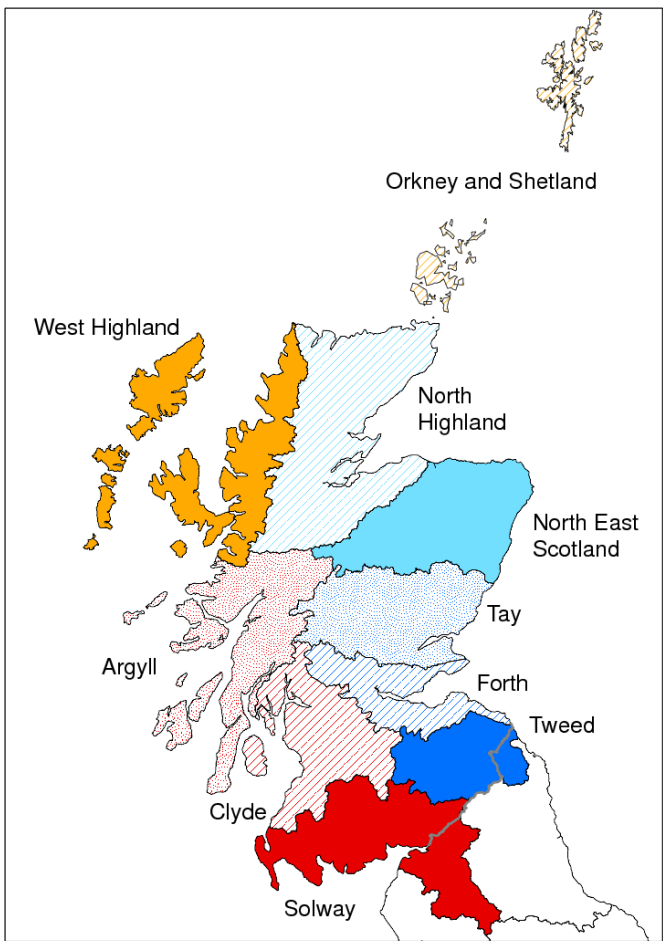 Orkney and Shetland
West Highland
North
Highland
North East
Scotland
Tay
Argyll
Forth
Tweed
Clyde
Solway